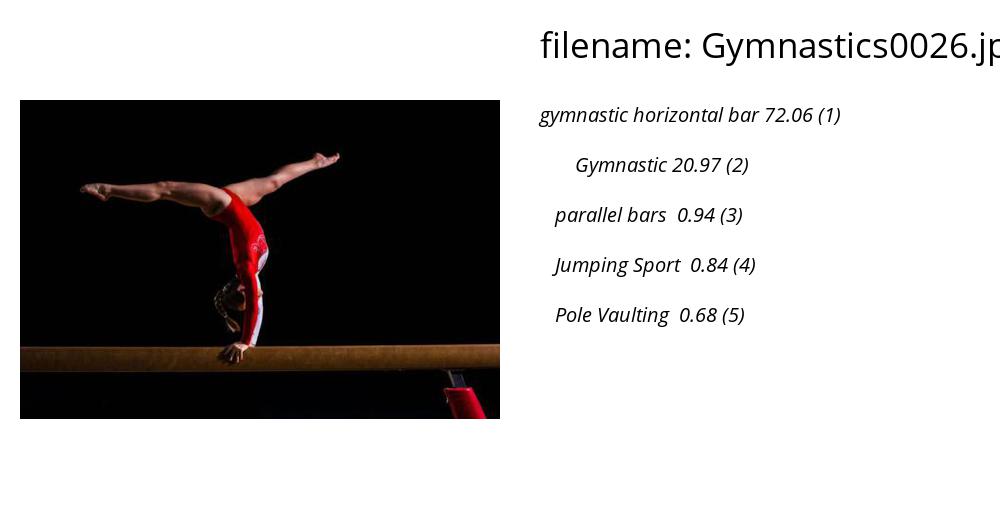 filename: Gymnastics0026.jp
gymnastic horizontal bar 72.06 (1)
Gymnastic 20.97 (2)
parallel bars 0.94 (3)
Jumping Sport 0.84 (4)
Pole Vaulting 0.68 (5)